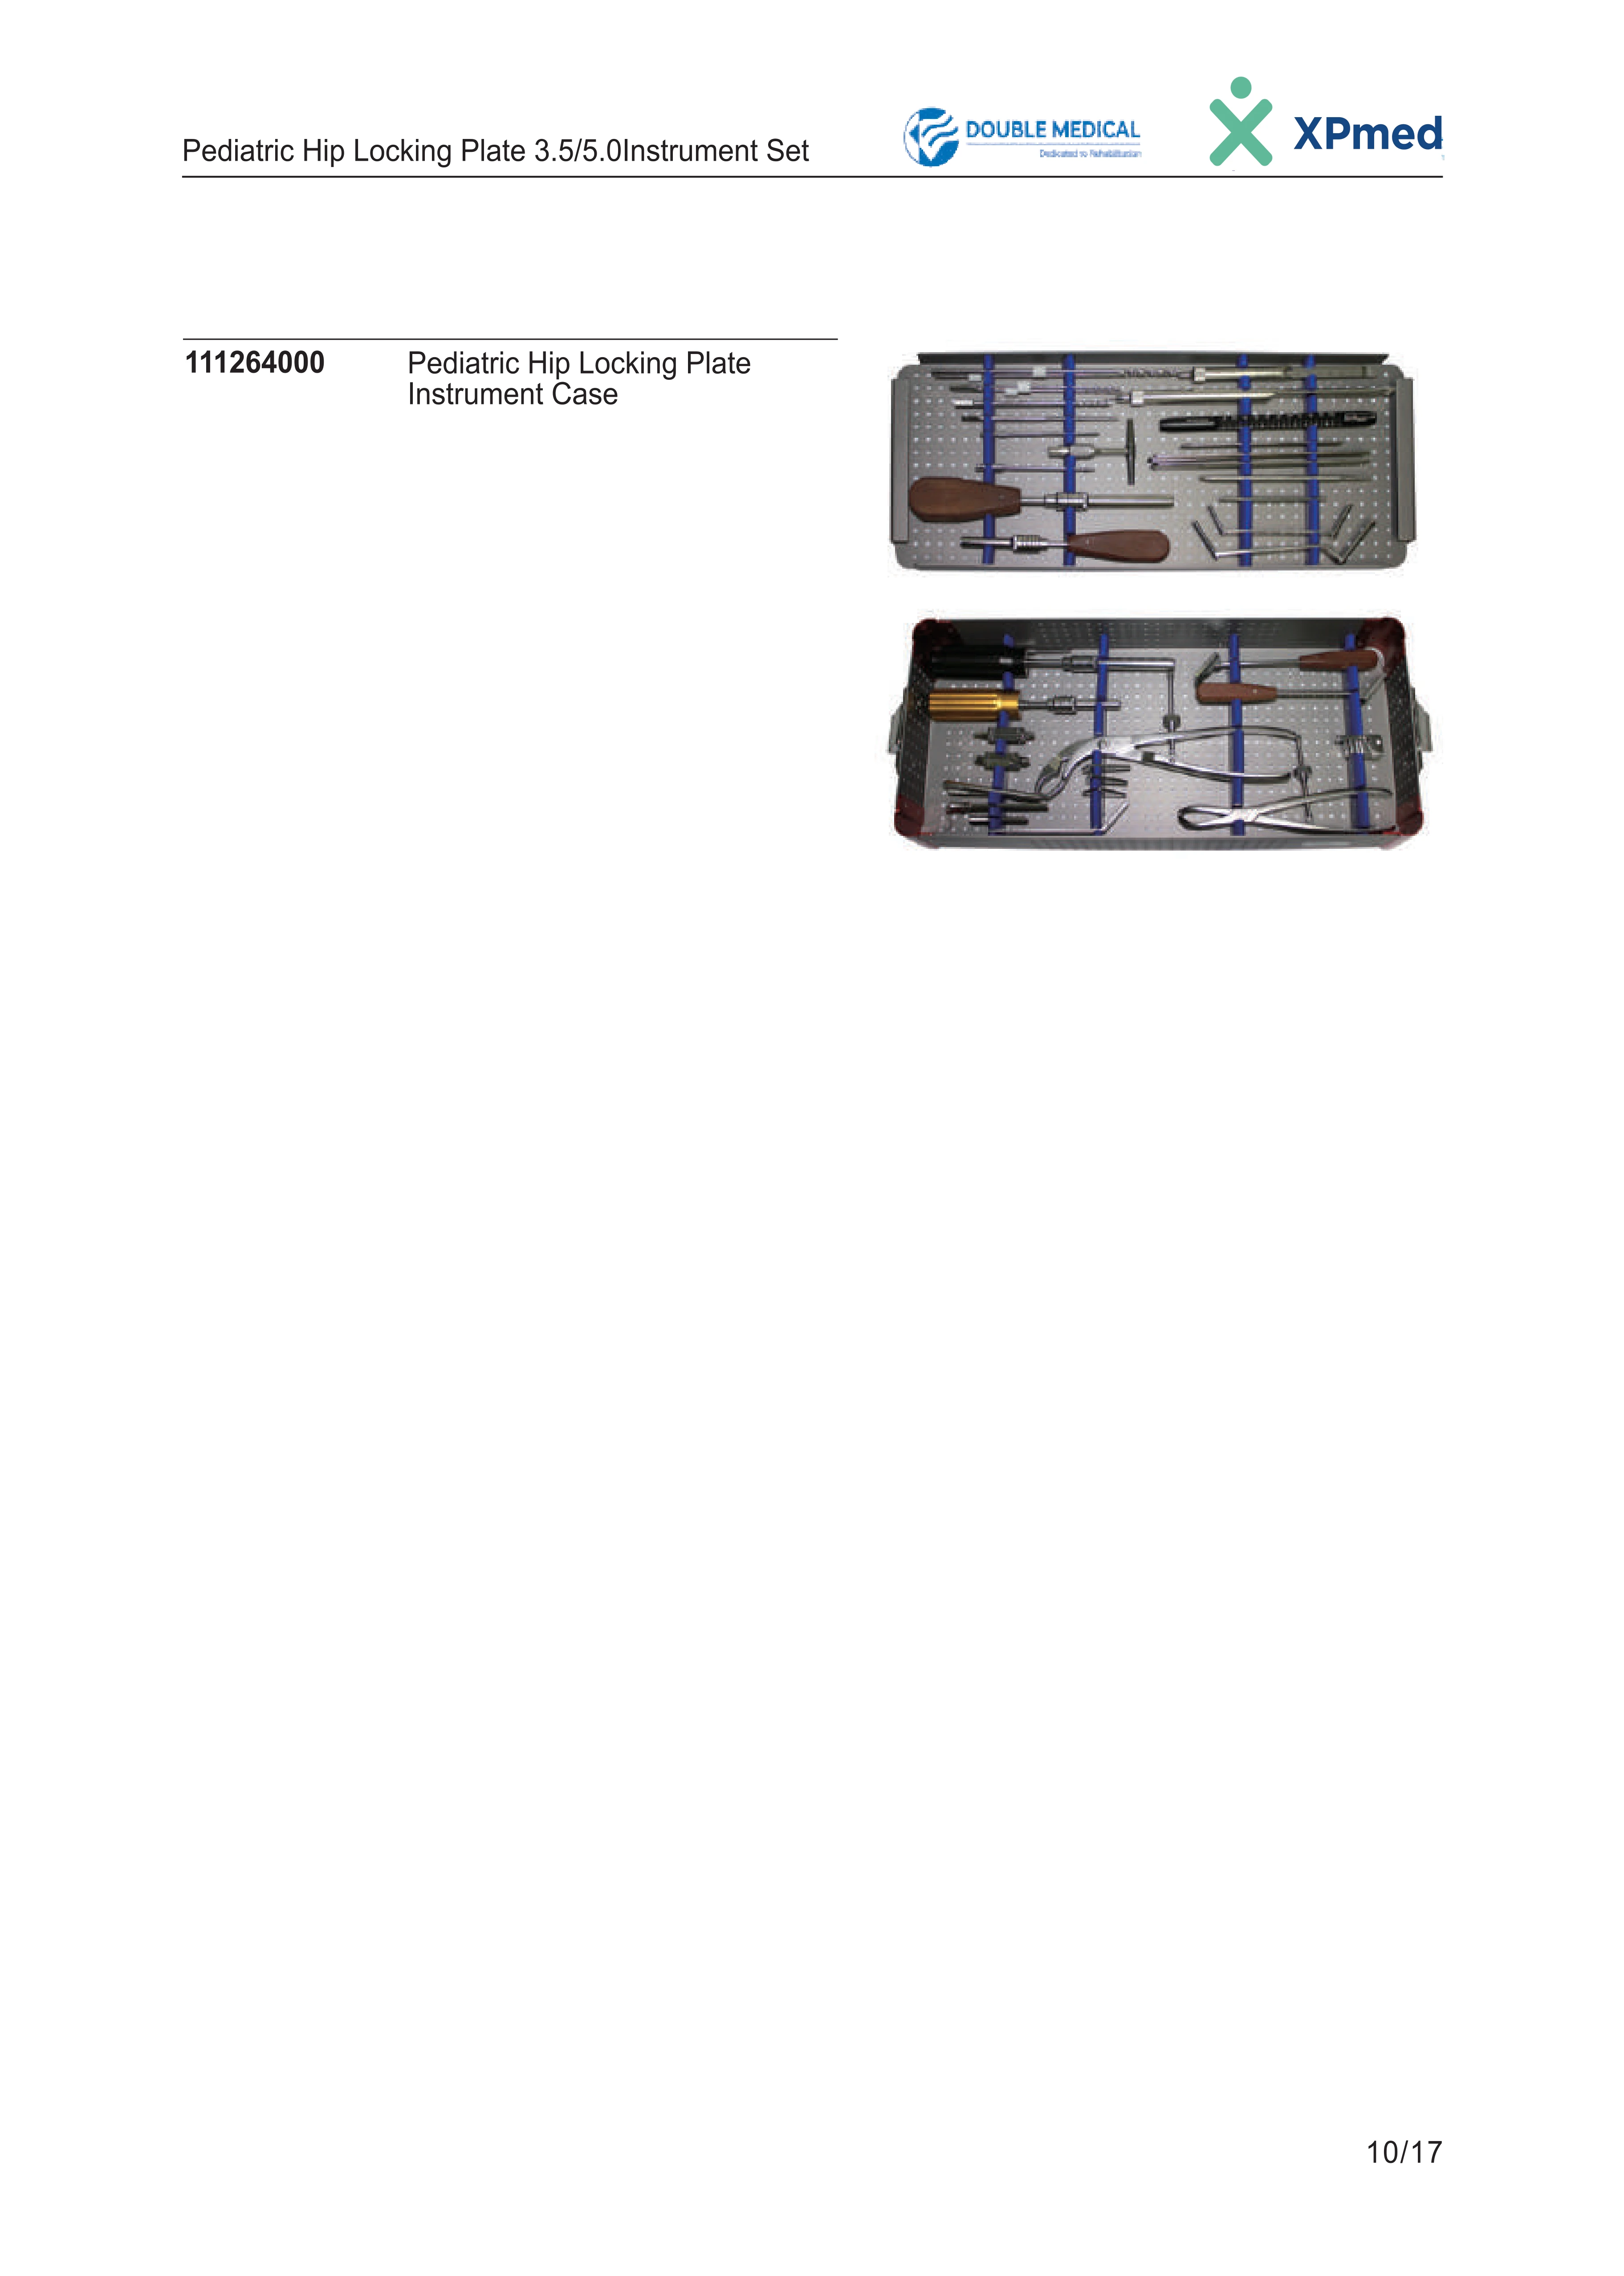 Pediatric Hip Locking Plate 3.5/5.0Instrument Set
DOUBLE MEDICAL
Dedicated to Rehabilitation
XPmed
111264000 Pediatric Hip Locking Plate
Instrument Case
10/17